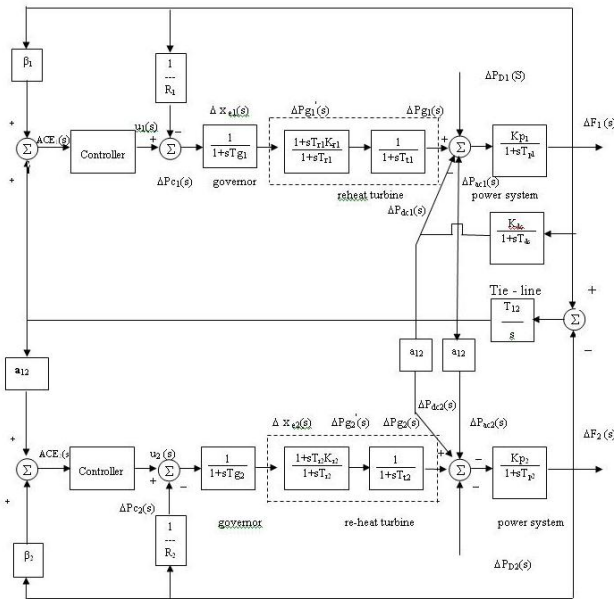 β1
1
---
R1
ΔPD1 (S)
Δ Xe1(s)
ΔPg1'(s)
ΔPg1(s)
ΔF1(s)
+
ACE.(s)
u1(s)
+
−
Σ
Controller
Σ
1
1+sTg1
1+sTr1Kr1
1+sTr1
1
1+sTt1
+
Σ
Kp1
+
ΔPc1(s)
governor
reheat turbine
ΔPdc1(s)
ΔPac1(s)
power system
Kdc
1+sTdc
Tie - line
+
T12
s
Σ
−
a12
a12
a12
ΔPdc2(s)
ΔPac2(s)
Δ Xe2(s)
ΔPg2'(s)
ΔPg2(s)
ΔF2(s)
+
ACE.(s
u2(s)
Σ
Controller
+
Σ
−
1
1+sTg2
1+sTr2Kr2
1+sTr2
1
1+sTt2
+
−
Σ
−
Kp2
1+sTp2
+
ΔPc2(s)
governor
re-heat turbine
power system
β2
1
---
R2
ΔPD2(s)